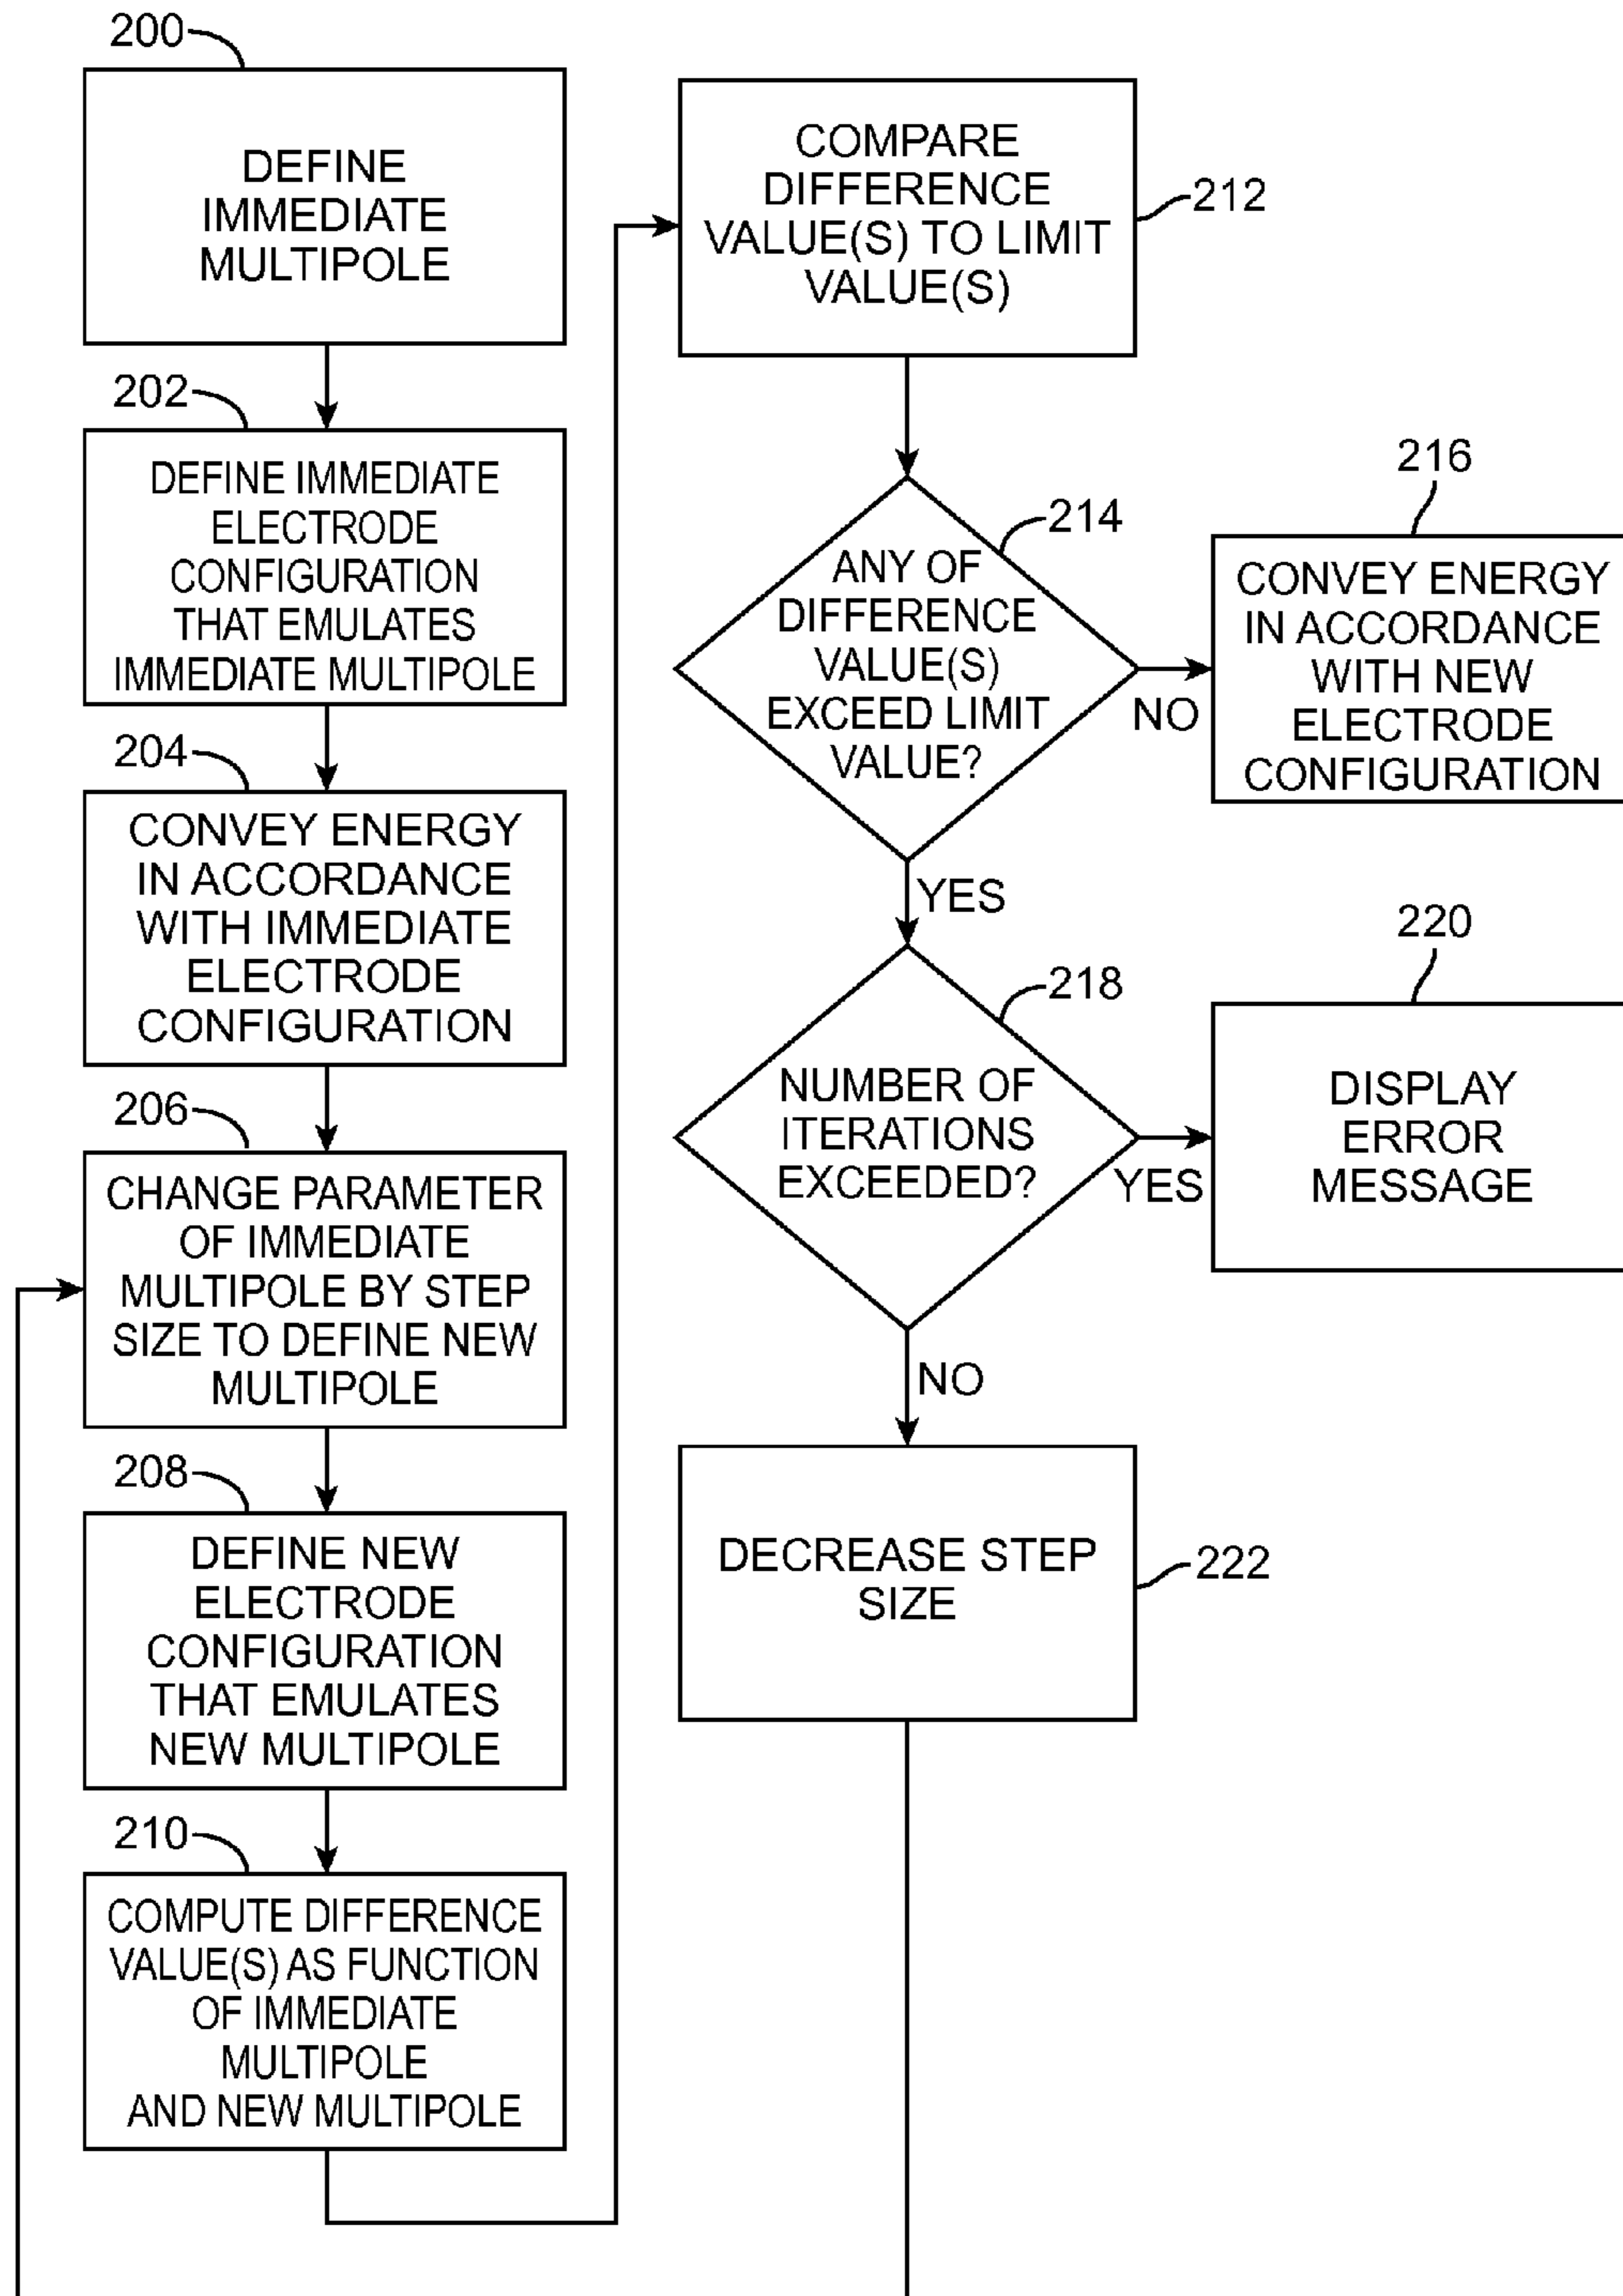 200
DEFINE
IMMEDIATE
MULTIPOLE
202
DEFINE IMMEDIATE
ELECTRODE
CONFIGURATION
THAT EMULATES
IMMEDIATE MULTIPOLE
204
CONVEY ENERGY
IN ACCORDANCE
WITH IMMEDIATE
ELECTRODE
CONFIGURATION
206
CHANGE PARAMETER
OF IMMEDIATE
MULTIPOLE BY STEP
SIZE TO DEFINE NEW
MULTIPOLE
208
DEFINE NEW
ELECTRODE
CONFIGURATION
THAT EMULATES
NEW MULTIPOLE
210
COMPUTE DIFFERENCE
VALUE(S) AS FUNCTION
OF IMMEDIATE
MULTIPOLE
AND NEW MULTIPOLE
COMPARE
DIFFERENCE
VALUE(S) TO LIMIT
VALUE(S)
212
214
ANY OF
DIFFERENCE
VALUE(S)
EXCEED LIMIT
VALUE?
NO
216
CONVEY ENERGY
IN ACCORDANCE
WITH NEW
ELECTRODE
CONFIGURATION
YES
218
NUMBER OF
ITERATIONS
EXCEEDED?
YES
220
DISPLAY
ERROR
MESSAGE
NO
DECREASE STEP
SIZE
222